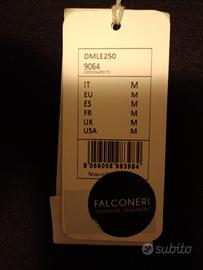 DMLE250
9064
IT M
EU M
ES M
FR M
UK M
USA M
FALCONERI
SUPERIOR CASHMERE
subito